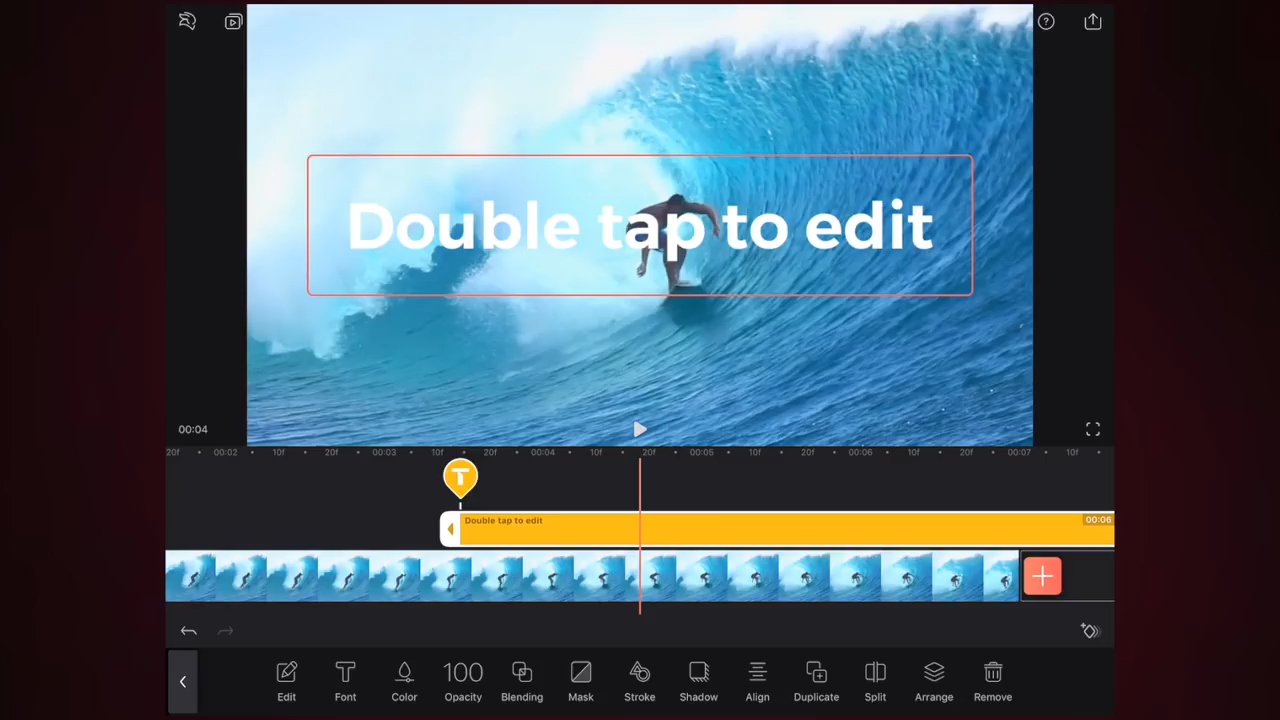 ?
Double tap to edit
00:04
20f 00:02 10f 20f 00:03 10f 20f 00:04 10f 20f 00:05 10f 20f 00:06 10f 20f 00:07 10f
T
Double tap to edit 00:06
100
Edit Font Color Opacity Blending Mask Stroke Shadow Align Duplicate Split Arrange Remove